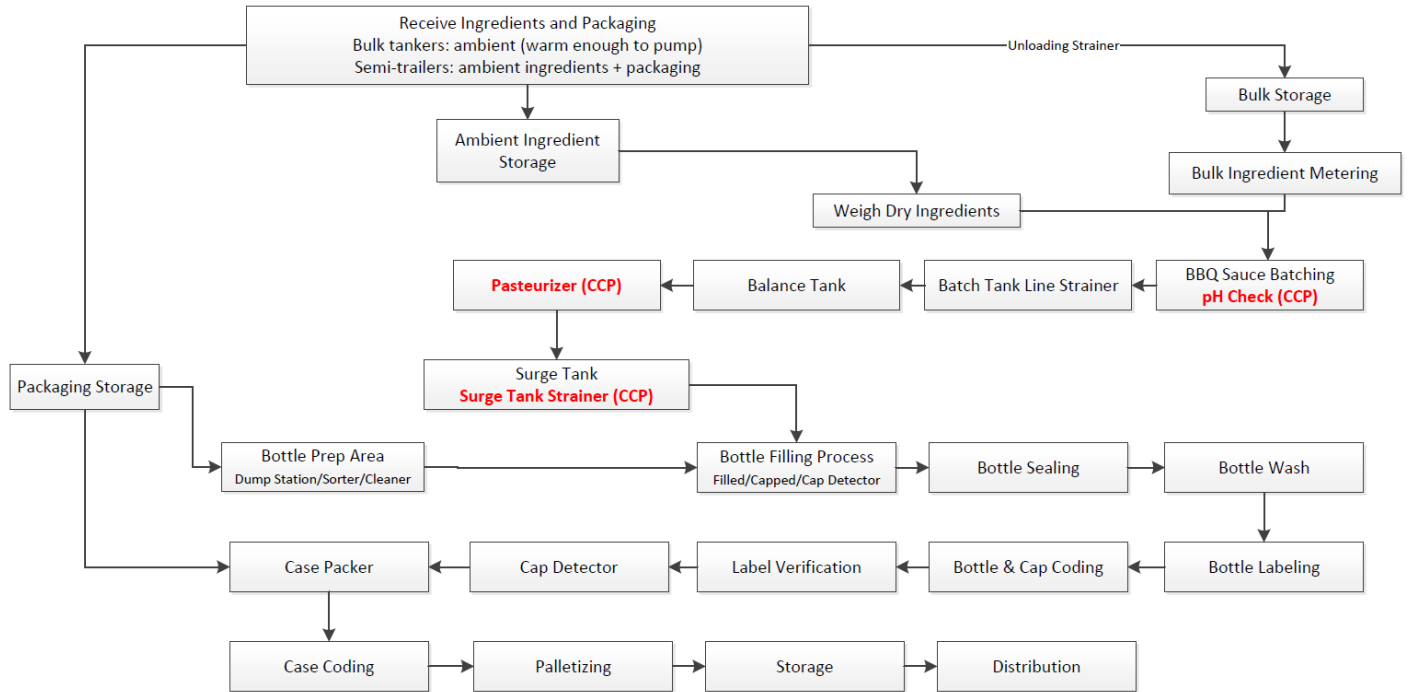 Receive Ingredients and Packaging
Bulk tankers: ambient (warm enough to pump)
Semi-trailers: ambient ingredients + packaging
Unloading Strainer
Bulk Storage
Ambient Ingredient
Storage
Bulk Ingredient Metering
Weigh Dry Ingredients
Pasteurizer (CCP)
Balance Tank
Batch Tank Line Strainer
BBQ Sauce Batching
pH Check (CCP)
Packaging Storage
Surge Tank
Surge Tank Strainer (CCP)
Bottle Prep Area
Dump Station/Sorter/Cleaner
Bottle Filling Process
Filled/Capped/Cap Detector
Bottle Sealing
Bottle Wash
Case Packer
Cap Detector
Label Verification
Bottle & Cap Coding
Bottle Labeling
Case Coding
Palletizing
Storage
Distribution